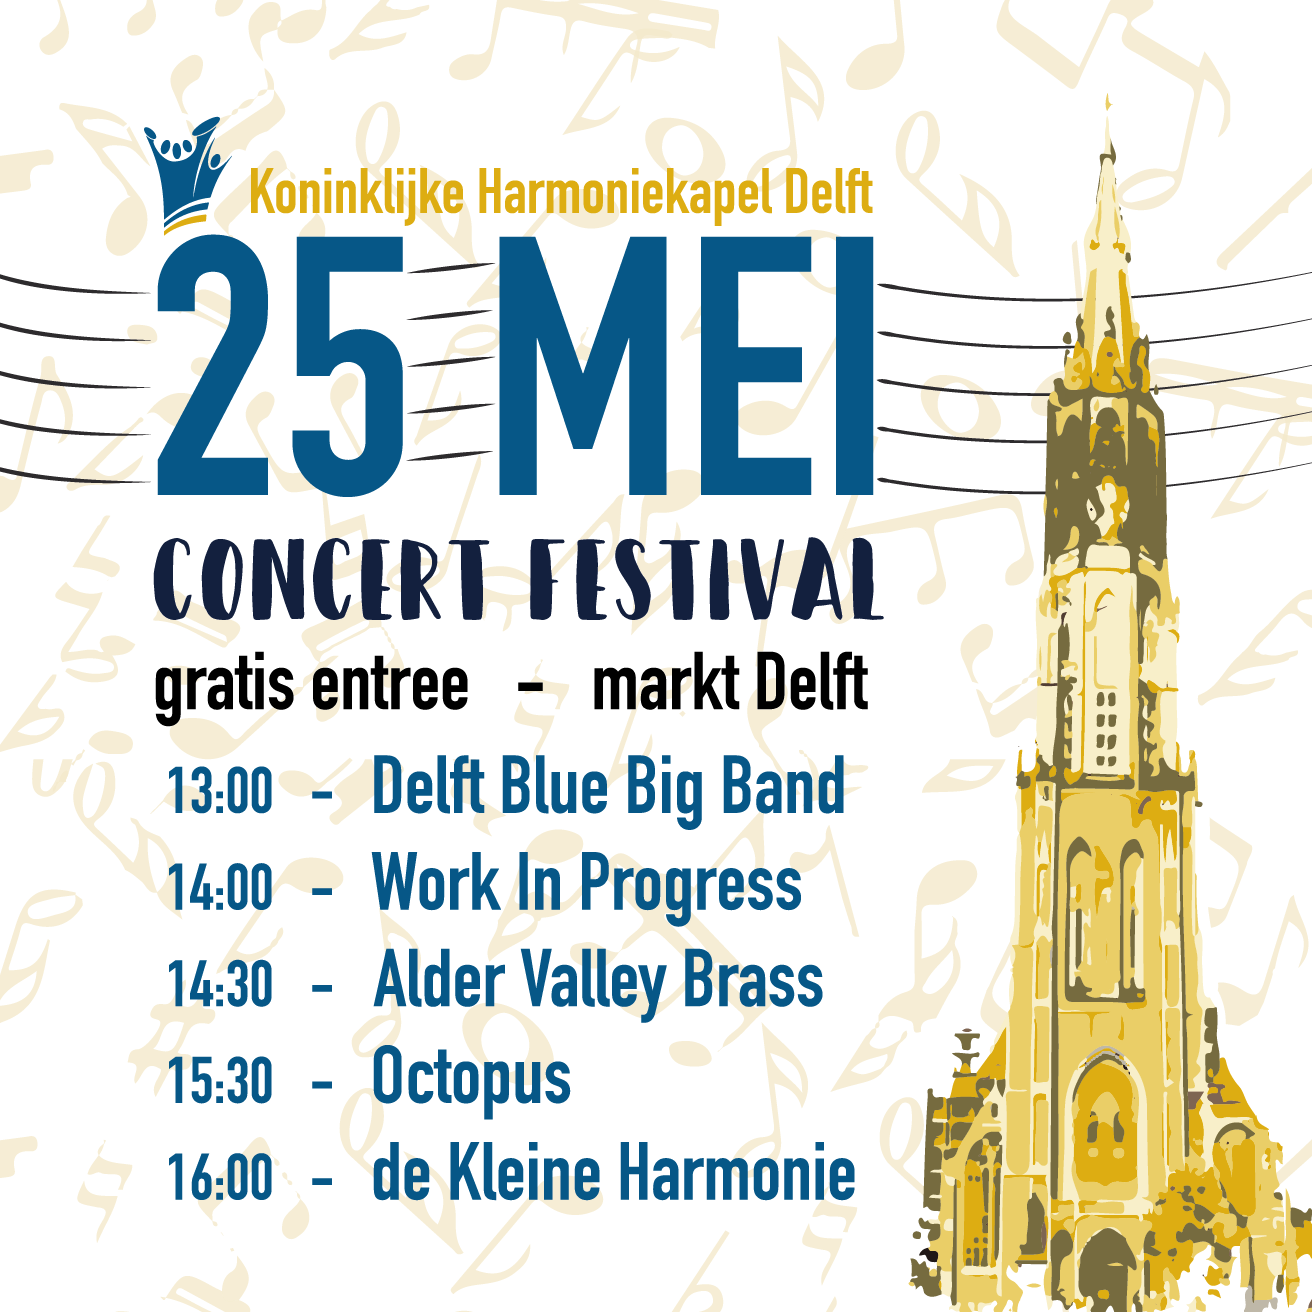 Koninklijke Harmoniekapel Delft
25 MEI
CONCERT FESTIVAL
gratis entree - markt Delft
13:00 - Delft Blue Big Band
14:00 - Work In Progress
14:30 - Alder Valley Brass
15:30 - Octopus
16:00 - de Kleine Harmonie